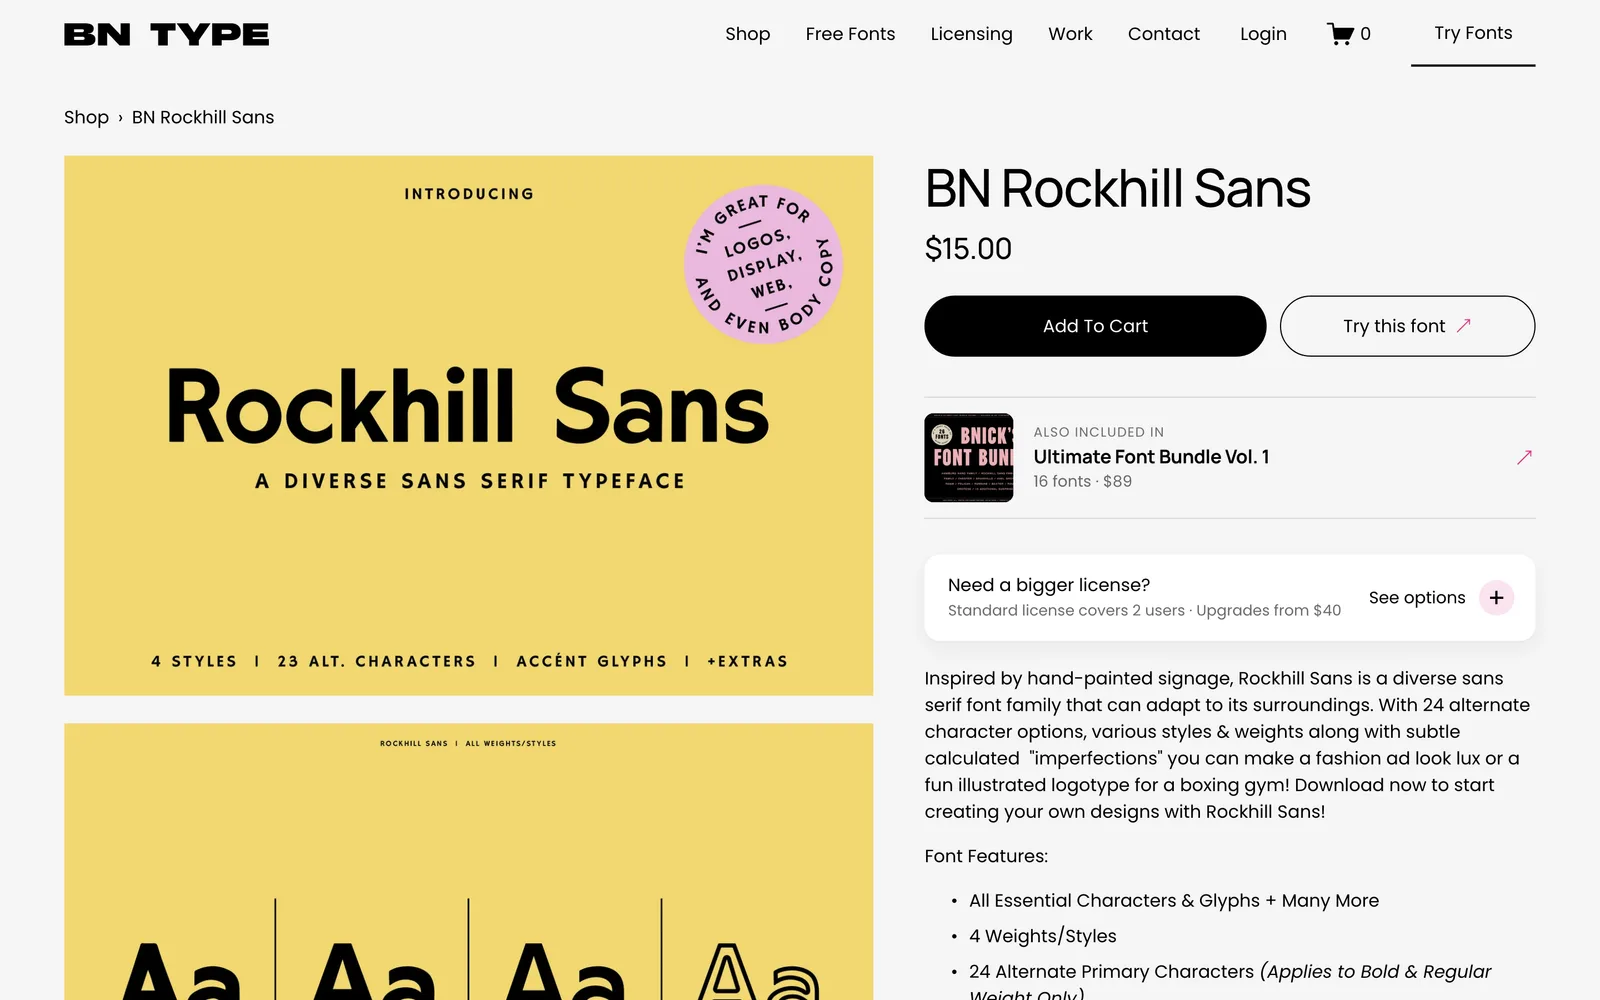 BN TYPE
Shop
Free Fonts
Licensing
Work
Contact
Login
0
Try Fonts
Shop › BN Rockhill Sans
INTRODUCING
I'M GREAT FOR
LOGOS,
DISPLAY,
WEB,
AND EVEN BODY COPY
Rockhill Sans
A DIVERSE SANS SERIF TYPEFACE
4 STYLES | 23 ALT. CHARACTERS | ACCÉNT GLYPHS | +EXTRAS
ROCKHILL SANS | ALL WEIGHTS/STYLES
Aa Aa Aa Aa
BN Rockhill Sans
$15.00
Add To Cart
Try this font
26
FONTS
BNICK'S
FONT BUN
ALSO INCLUDED IN
Ultimate Font Bundle Vol. 1
16 fonts · $89
Need a bigger license?
Standard license covers 2 users · Upgrades from $40
See options
Inspired by hand-painted signage, Rockhill Sans is a diverse sans
serif font family that can adapt to its surroundings. With 24 alternate
character options, various styles & weights along with subtle
calculated "imperfections" you can make a fashion ad look lux or a
fun illustrated logotype for a boxing gym! Download now to start
creating your own designs with Rockhill Sans!
Font Features:
• All Essential Characters & Glyphs + Many More
• 4 Weights/Styles
• 24 Alternate Primary Characters (Applies to Bold & Regular
Weight Only)